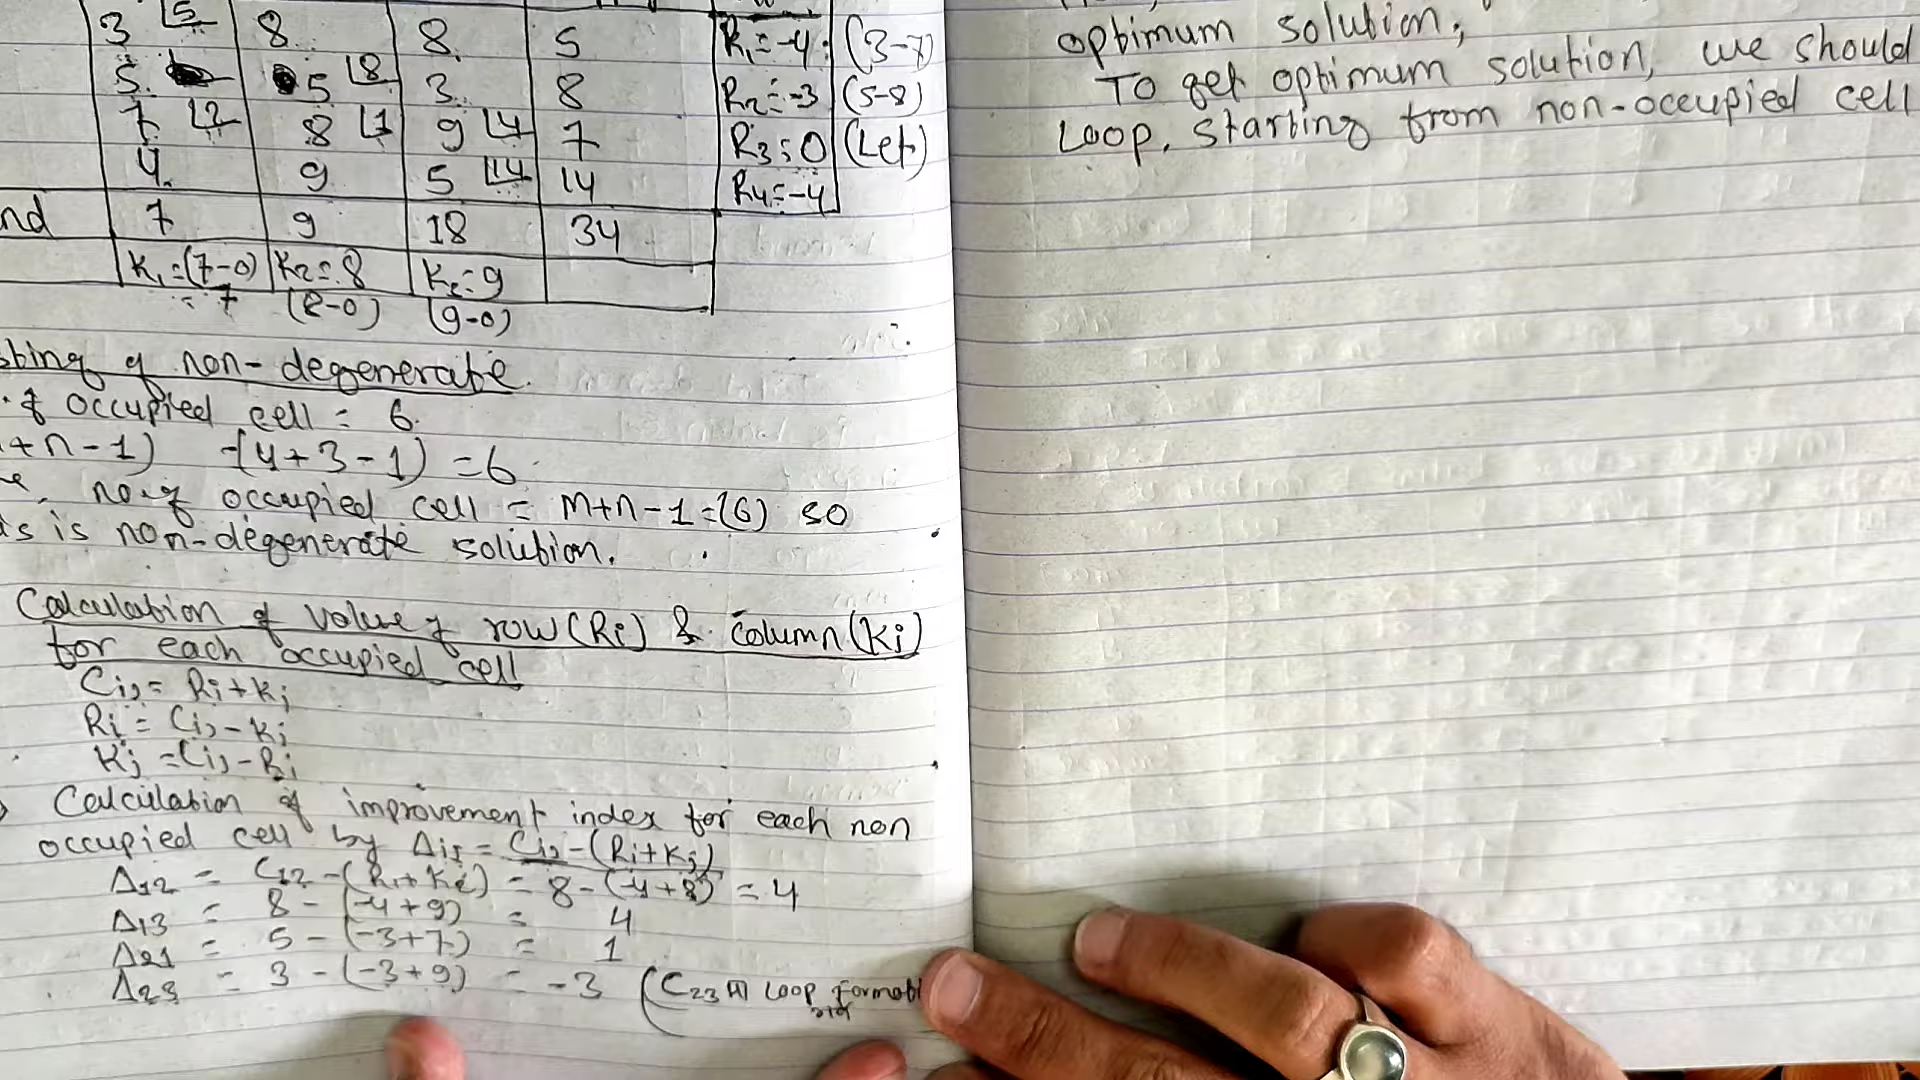 3 5 8 8 5 R₁=-4 (3-7)
5 5 8 3 8 R₂=-3 (5-8)
7 2 8 1 9 4 7 R3=0 (Let)
4 9 5 14 14 R4=-4
nd 7 9 18 34
K₁=(7-0) K2=8 K2=9
=7 (8-0) (9-0)
sting of non-degenerate.
. of occupied cell = 6.
+n-1) (4+3-1) =6
no. of occupied cell = m+n-1=(6) so
is is non-degenerate solution.
Calculation of value of row(Ri) & column(Kj)
for each occupied cell
Cij= Ri+Kj
Ri = Cij-Kj
Kj =Cij-Ri
Calculation of improvement index for each non
occupied cell by Δij = Cij-(Ri+Kj)
Δ12 = C12-(R1+K2) = 8-(-4+8) = 4
Δ13 = 8-(-4+9) = 4
Δ21 = 5-(-3+7) = 1
Δ23 = 3-(-3+9) = -3 (C23 मा Loop format
optimum solution;
To get optimum solution, we should
Loop. starting from non-occupied cell